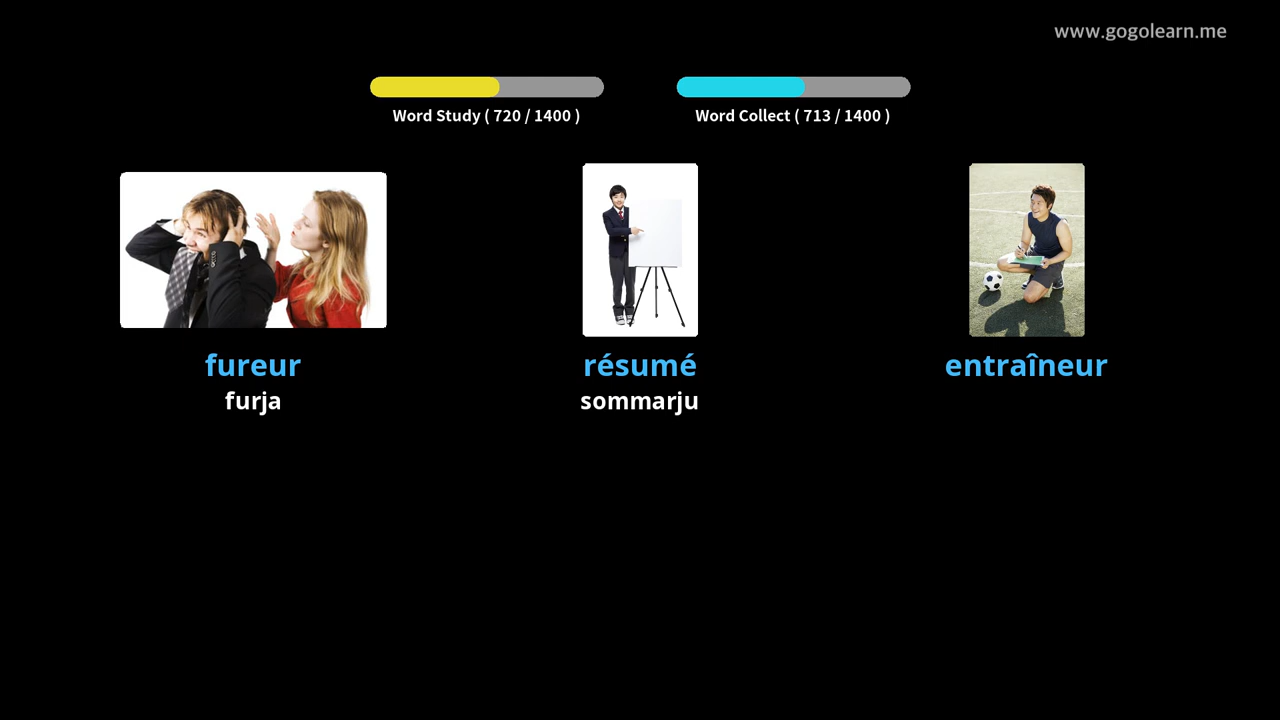 www.gogolearn.me
Word Study ( 720 / 1400 )
Word Collect ( 713 / 1400 )
fureur
résumé
entraîneur
furja
sommarju